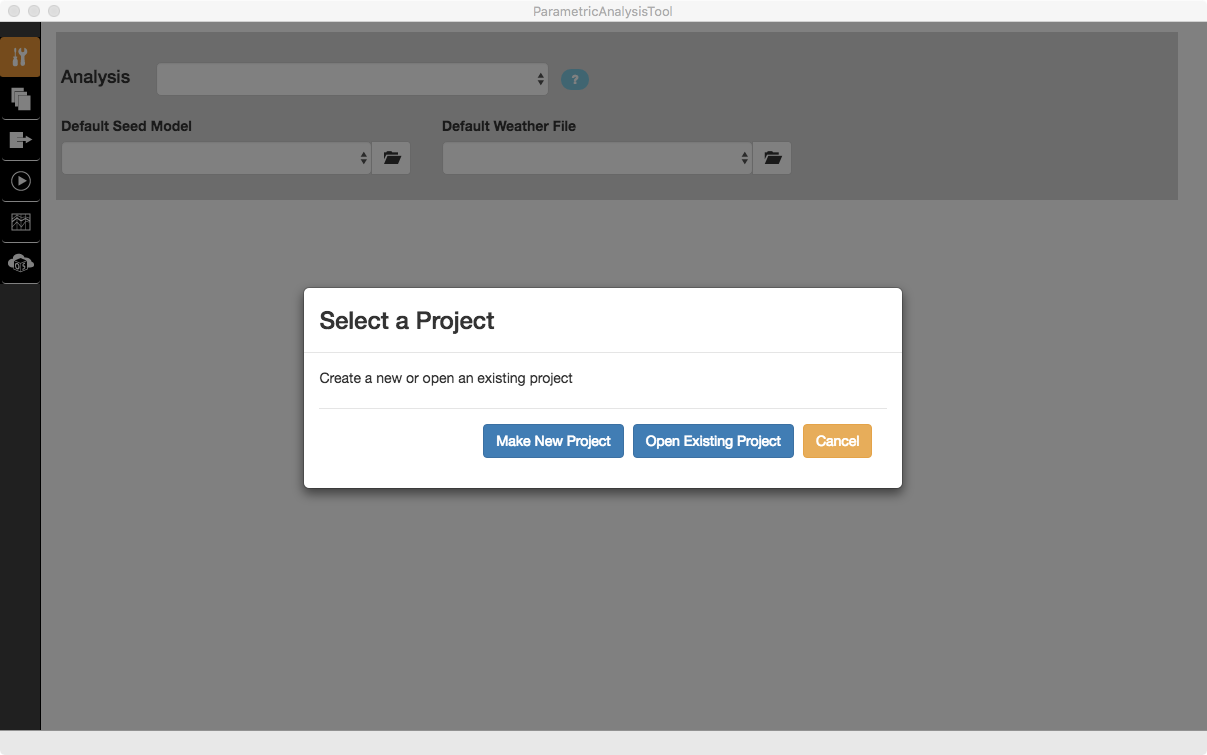 ParametricAnalysisTool
Analysis
?
Default Seed Model
Default Weather File
OS
Select a Project
Create a new or open an existing project
Make New Project
Open Existing Project
Cancel